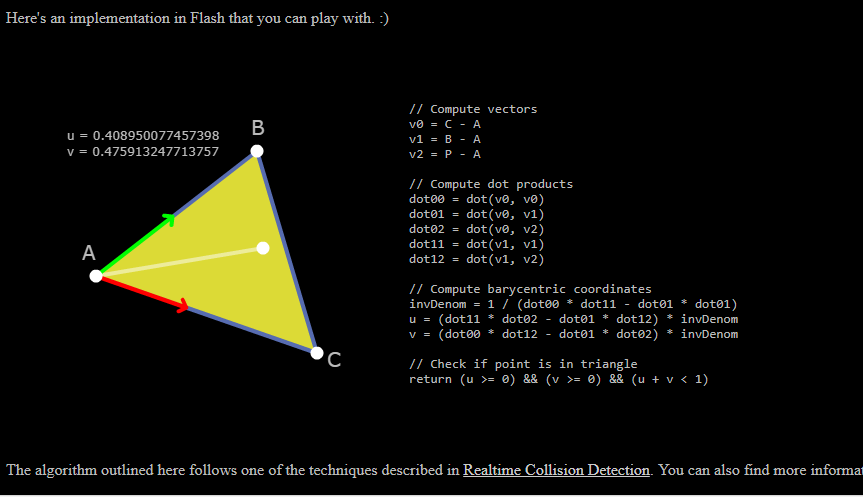 Here's an implementation in Flash that you can play with. :)
u = 0.408950077457398
v = 0.475913247713757
B
A
C
// Compute vectors
v0 = C - A
v1 = B - A
v2 = P - A
// Compute dot products
dot00 = dot(v0, v0)
dot01 = dot(v0, v1)
dot02 = dot(v0, v2)
dot11 = dot(v1, v1)
dot12 = dot(v1, v2)
// Compute barycentric coordinates
invDenom = 1 / (dot00 * dot11 - dot01 * dot01)
u = (dot11 * dot02 - dot01 * dot12) * invDenom
v = (dot00 * dot12 - dot01 * dot02) * invDenom
// Check if point is in triangle
return (u >= 0) && (v >= 0) && (u + v < 1)
The algorithm outlined here follows one of the techniques described in Realtime Collision Detection. You can also find more informat